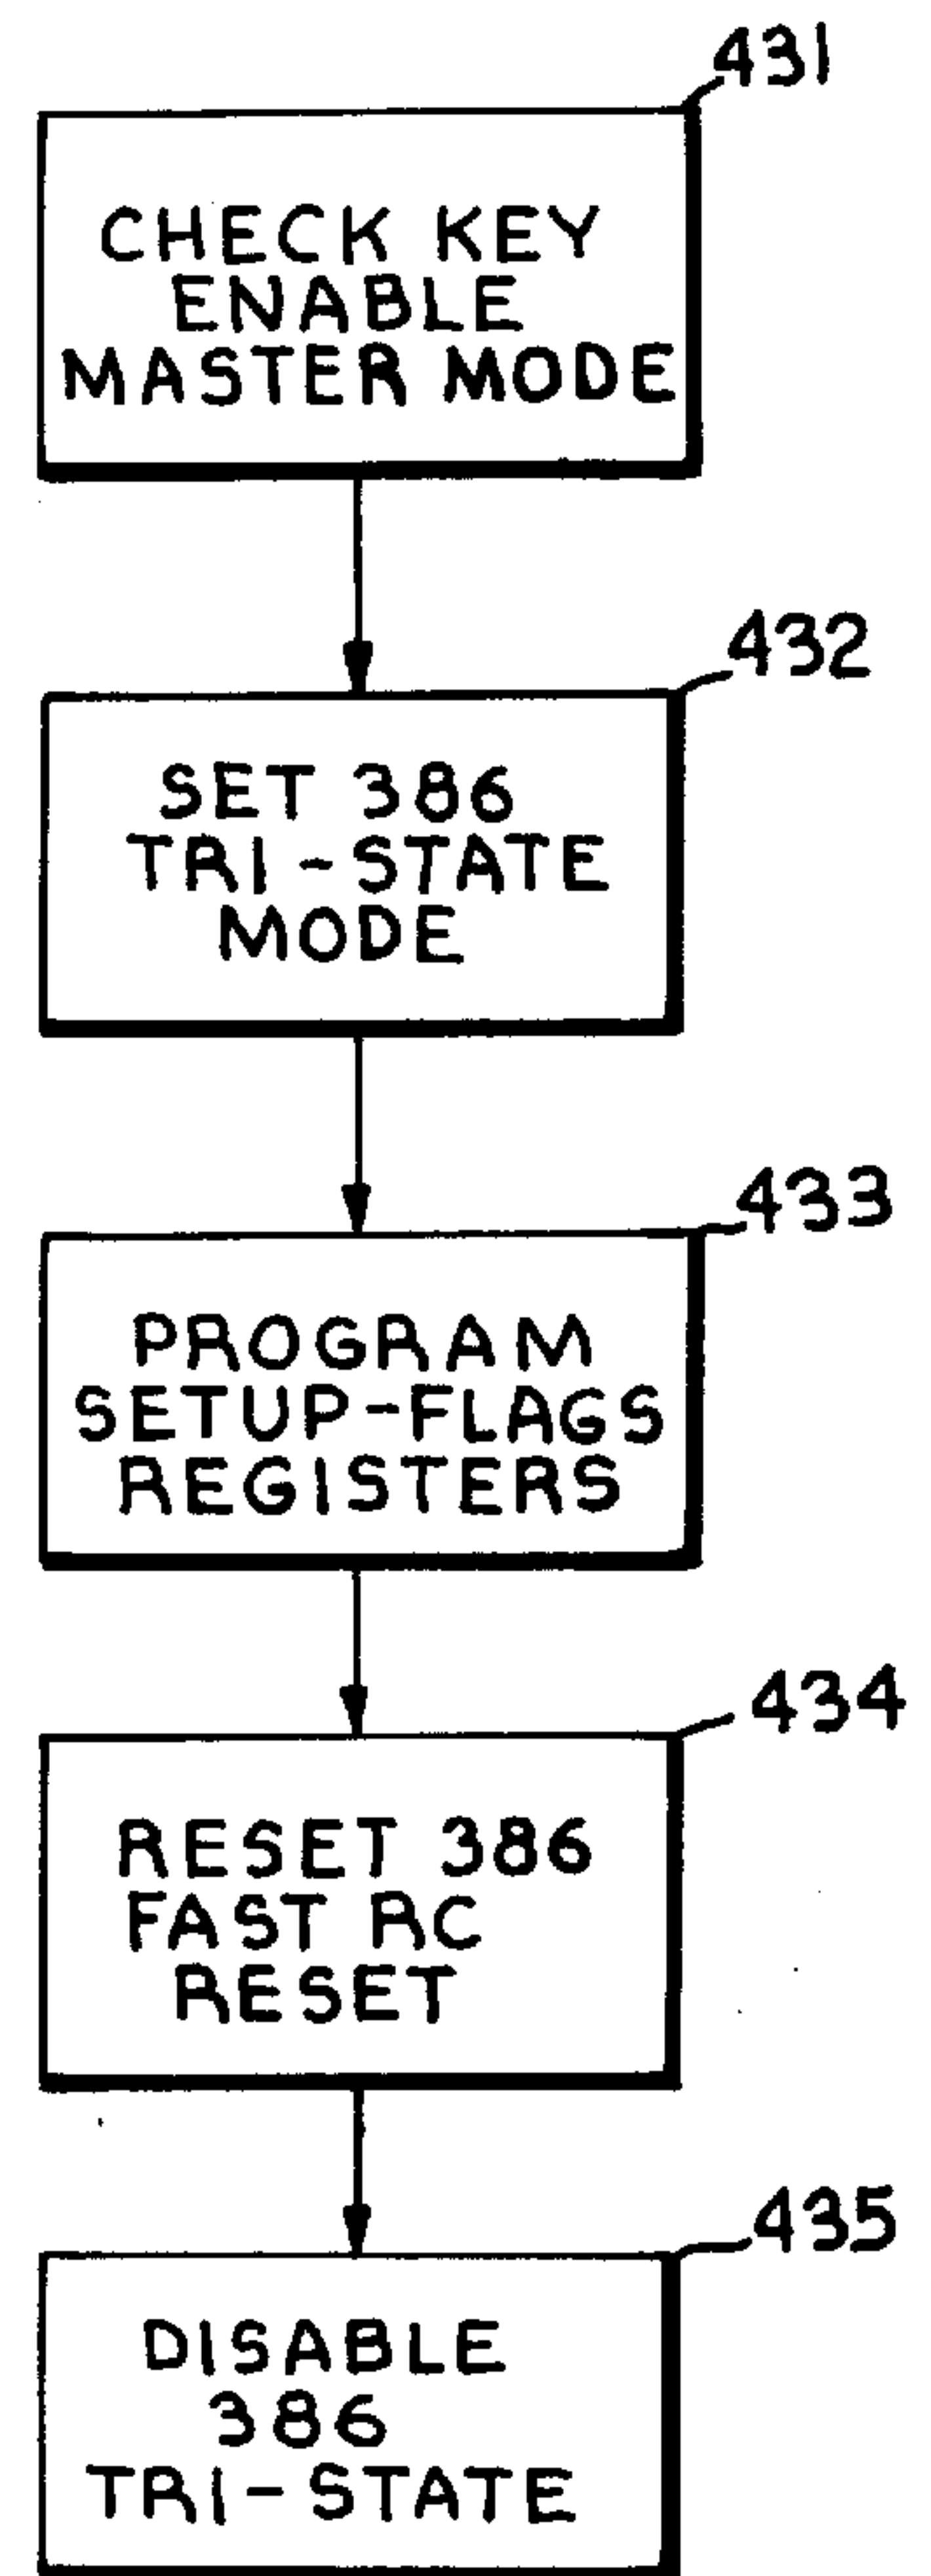 431
CHECK KEY
ENABLE
MASTER MODE
432
SET 386
TRI-STATE
MODE
433
PROGRAM
SETUP-FLAGS
REGISTERS
434
RESET 386
FAST RC
RESET
435
DISABLE
386
TRI-STATE